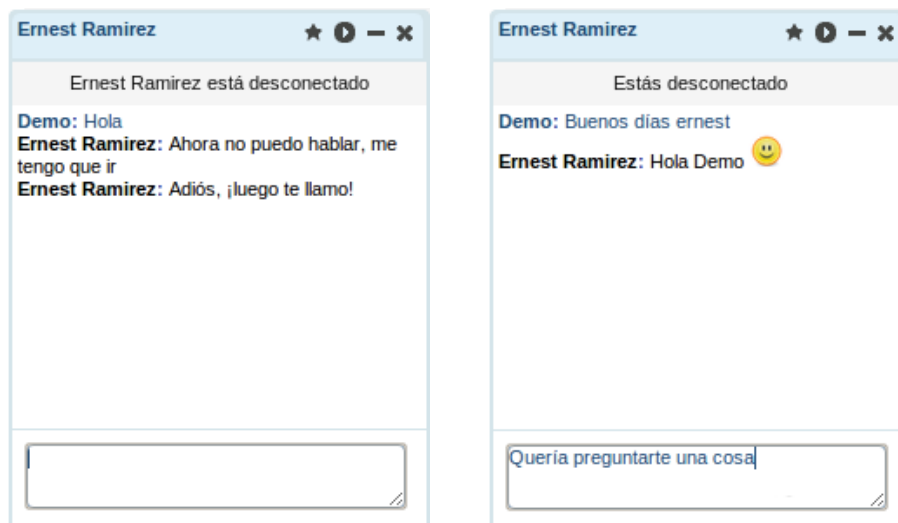 Ernest Ramirez
Ernest Ramirez está desconectado
Demo: Hola
Ernest Ramirez: Ahora no puedo hablar, me
tengo que ir
Ernest Ramirez: Adiós, ¡luego te llamo!
Ernest Ramirez
Estás desconectado
Demo: Buenos días ernest
Ernest Ramirez: Hola Demo
Quería preguntarte una cosa